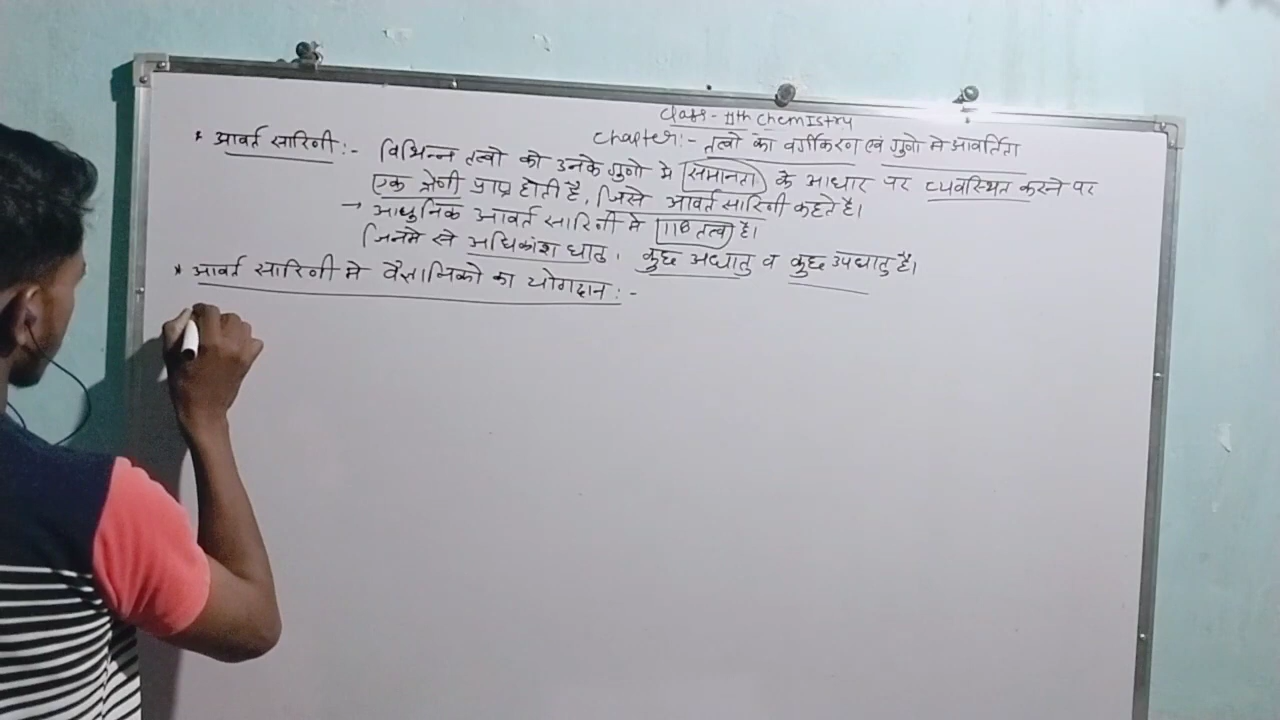 Class - 11th Chemistry
Chapter:- तत्वो का वर्गीकरण एवं गुणो मे आवर्तिता
* आवर्त सारिणी :- विभिन्न तत्वो को उनके गुणो मे समानता के आधार पर व्यवस्थित करने पर
एक श्रेणी प्राप्त होती है, जिसे आवर्त सारिणी कहते है।
→ आधुनिक आवर्त सारिणी मे 118 तत्व है।
जिनमे से अधिकांश धातु, कुछ अधातु व कुछ उपधातु है।
* आवर्त सारिणी मे वैज्ञानिको का योगदान :-